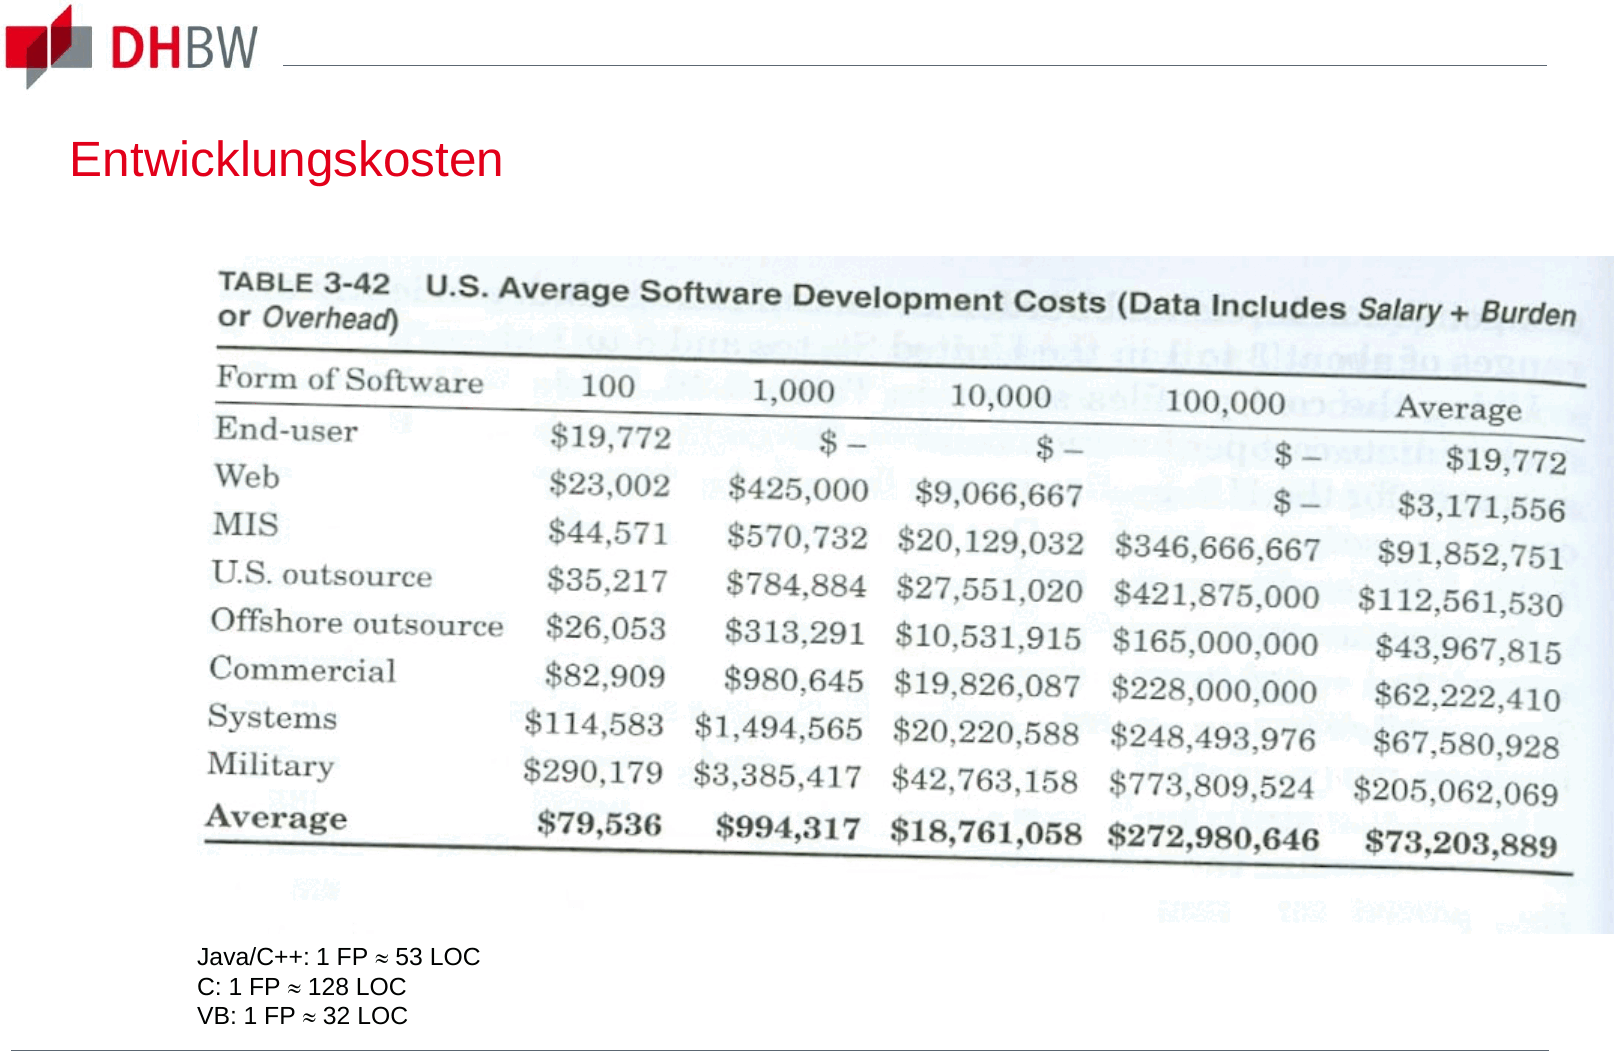 DHBW
Entwicklungskosten
TABLE 3-42 U.S. Average Software Development Costs (Data Includes Salary + Burden
or Overhead)
Form of Software 100 1,000 10,000 100,000 Average
End-user $19,772 $ – $ – $ – $19,772
Web $23,002 $425,000 $9,066,667 $ – $3,171,556
MIS $44,571 $570,732 $20,129,032 $346,666,667 $91,852,751
U.S. outsource $35,217 $784,884 $27,551,020 $421,875,000 $112,561,530
Offshore outsource $26,053 $313,291 $10,531,915 $165,000,000 $43,967,815
Commercial $82,909 $980,645 $19,826,087 $228,000,000 $62,222,410
Systems $114,583 $1,494,565 $20,220,588 $248,493,976 $67,580,928
Military $290,179 $3,385,417 $42,763,158 $773,809,524 $205,062,069
Average $79,536 $994,317 $18,761,058 $272,980,646 $73,203,889
Java/C++: 1 FP ≈ 53 LOC
C: 1 FP ≈ 128 LOC
VB: 1 FP ≈ 32 LOC